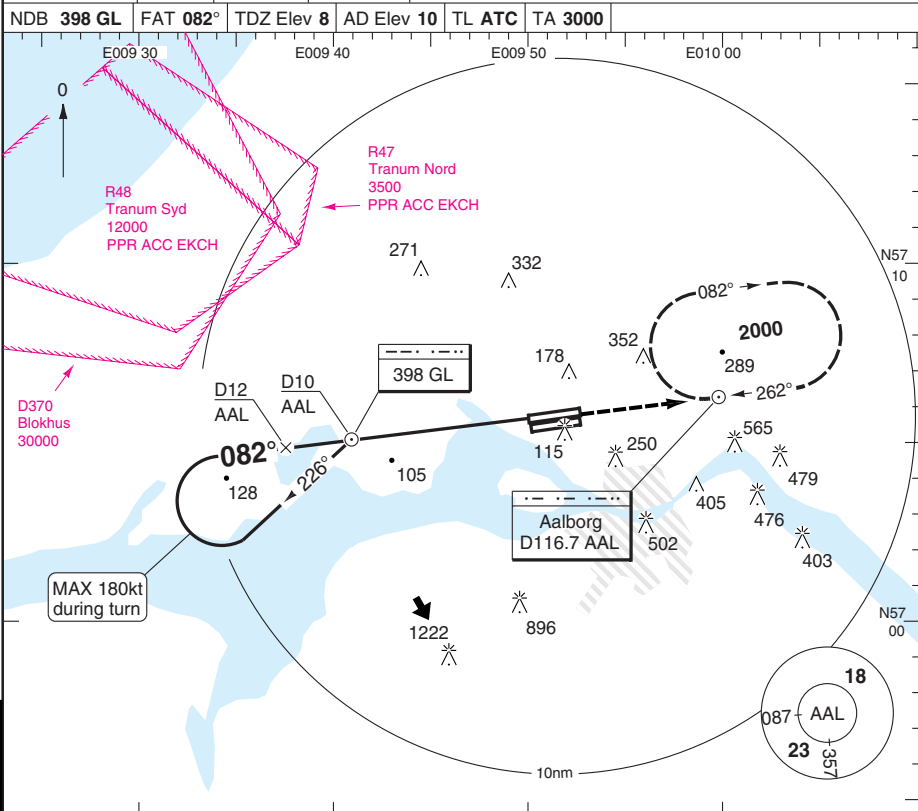 NDB 398 GL FAT 082° TDZ Elev 8 AD Elev 10 TL ATC TA 3000
E009 30
E009 40
E009 50
E010 00
0
R47
Tranum Nord
3500
PPR ACC EKCH
R48
Tranum Syd
12000
PPR ACC EKCH
271
332
N57
10
082°
2000
352
289
178
398 GL
262°
D12
AAL
D10
AAL
D370
Blokhus
30000
082°
226°
128
105
115
250
565
479
405
476
403
Aalborg
D116.7 AAL
502
MAX 180kt
during turn
1222
896
N57
00
18
087
AAL
23
357
10nm